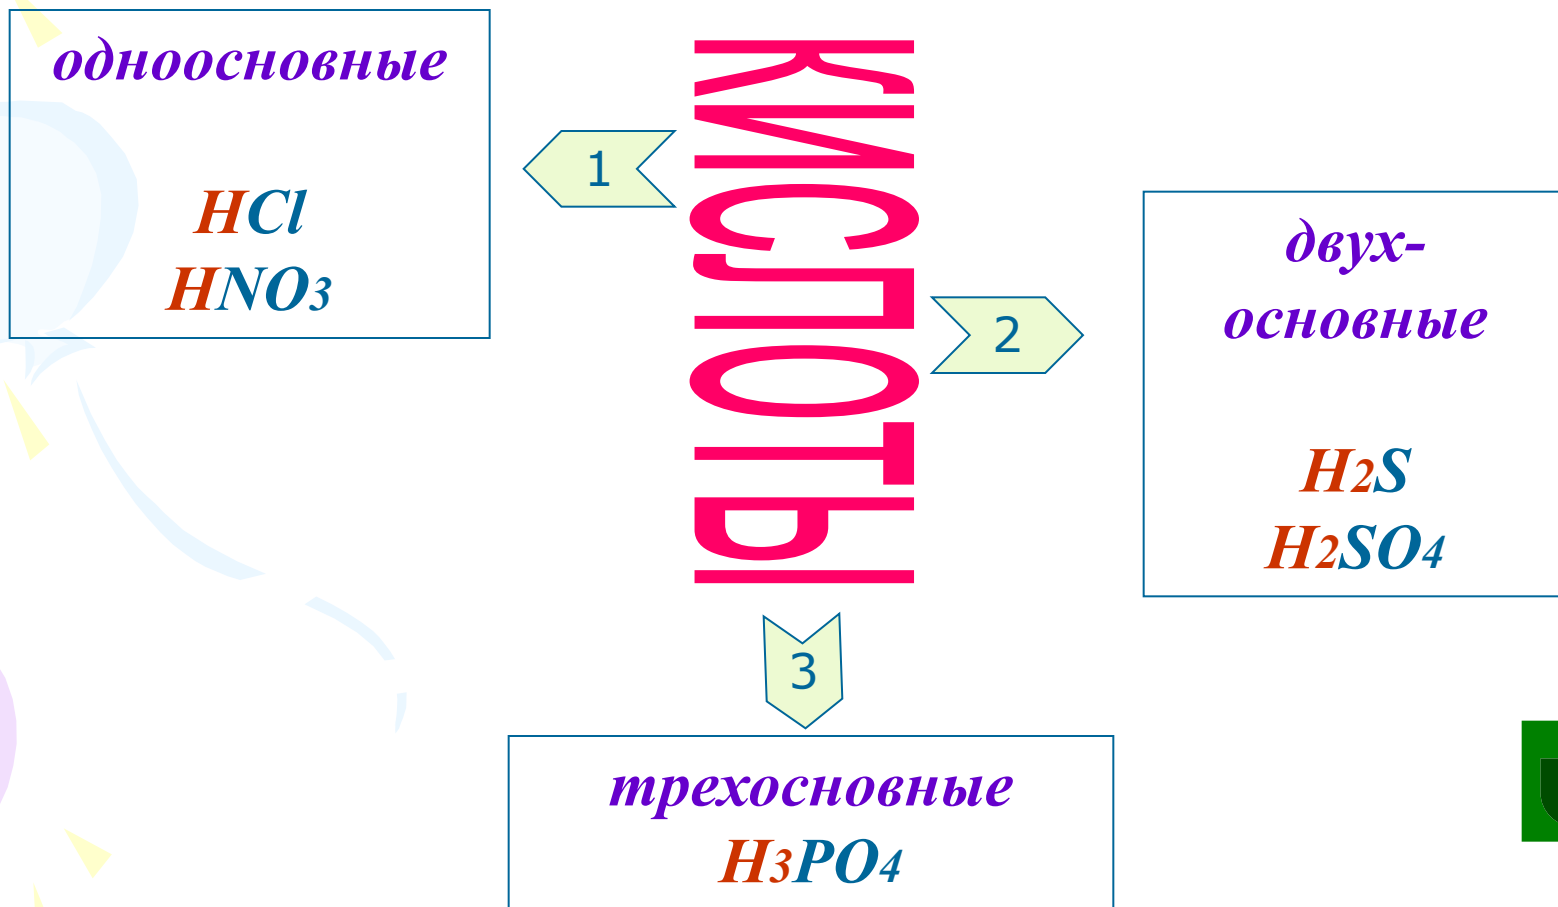 КИСЛОТЫ
1
одноосновные
HCl
HNO3
2
двух-
основные
H2S
H2SO4
3
трехосновные
H3PO4